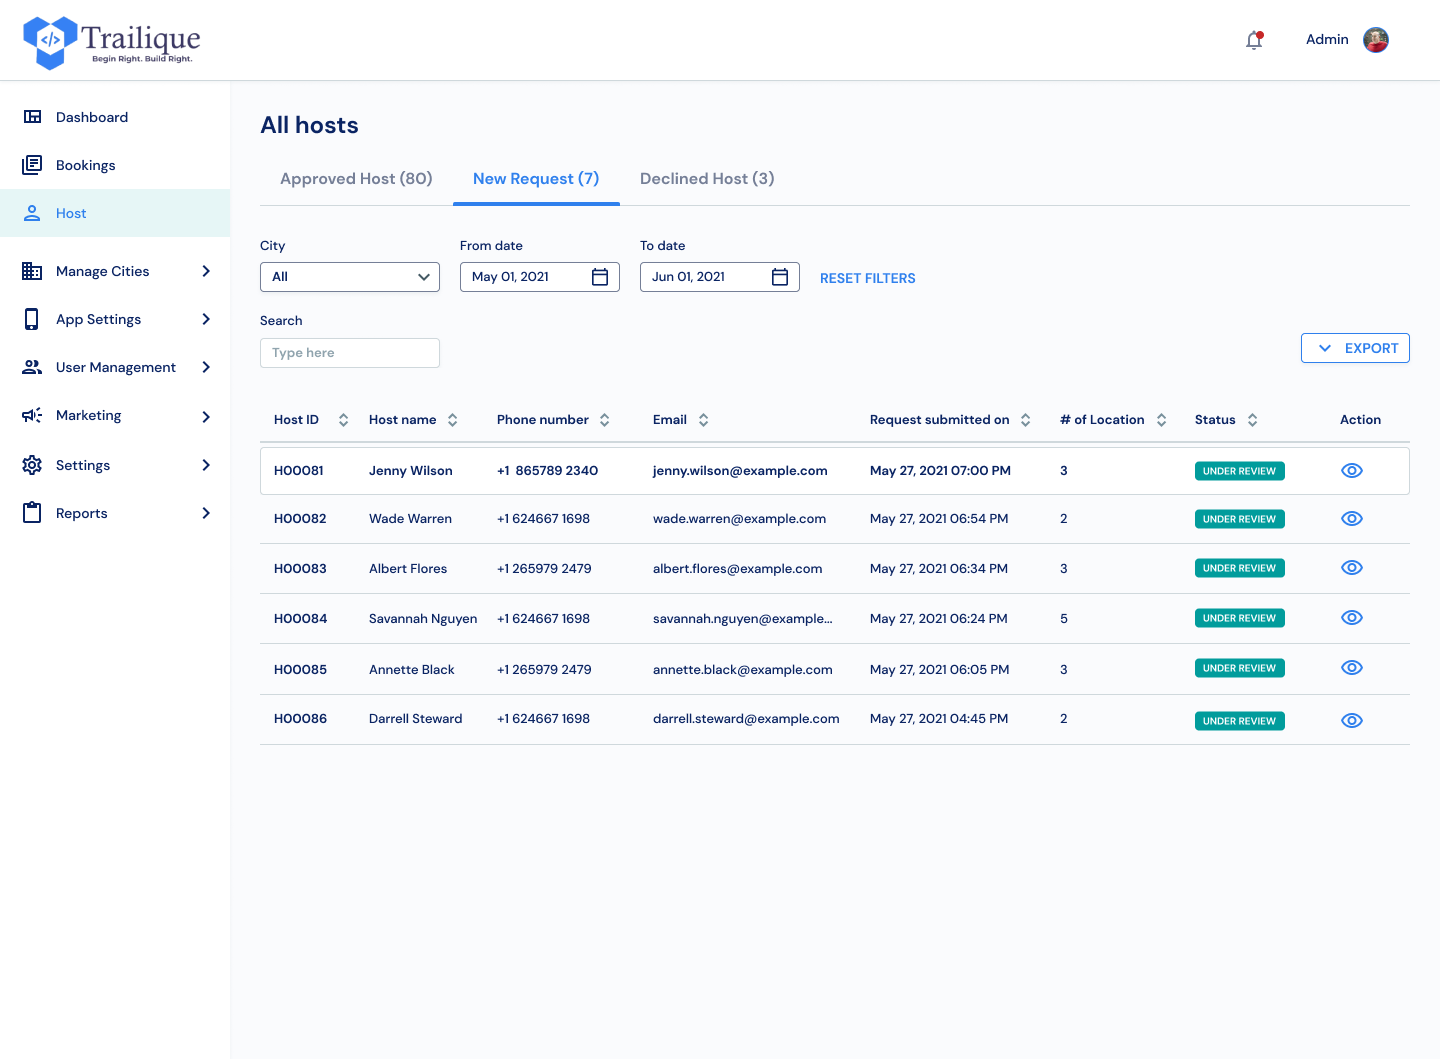 </> Trailique
Begin Right. Build Right.
Admin
Dashboard
Bookings
Host
Manage Cities
App Settings
User Management
Marketing
Settings
Reports
All hosts
Approved Host (80) New Request (7) Declined Host (3)
City From date To date
All May 01, 2021 Jun 01, 2021 RESET FILTERS
Search
Type here EXPORT
Host ID Host name Phone number Email Request submitted on # of Location Status Action
H00081 Jenny Wilson +1 865789 2340 jenny.wilson@example.com May 27, 2021 07:00 PM 3 UNDER REVIEW
H00082 Wade Warren +1 624667 1698 wade.warren@example.com May 27, 2021 06:54 PM 2 UNDER REVIEW
H00083 Albert Flores +1 265979 2479 albert.flores@example.com May 27, 2021 06:34 PM 3 UNDER REVIEW
H00084 Savannah Nguyen +1 624667 1698 savannah.nguyen@example... May 27, 2021 06:24 PM 5 UNDER REVIEW
H00085 Annette Black +1 265979 2479 annette.black@example.com May 27, 2021 06:05 PM 3 UNDER REVIEW
H00086 Darrell Steward +1 624667 1698 darrell.steward@example.com May 27, 2021 04:45 PM 2 UNDER REVIEW